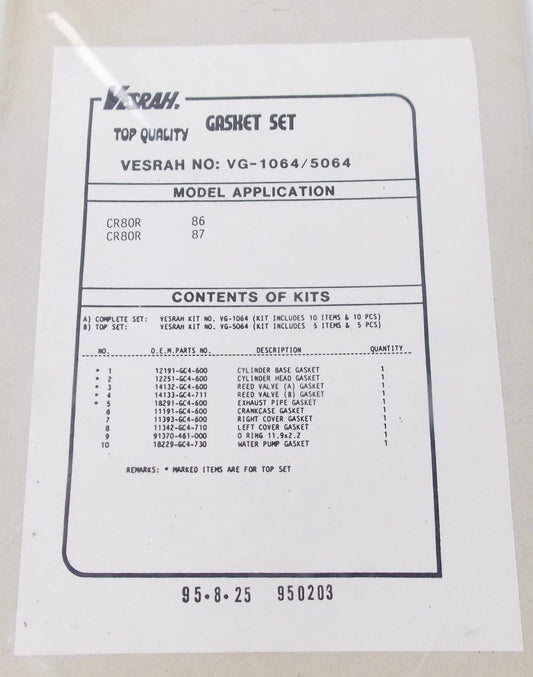 VESRAH®
TOP QUALITY GASKET SET
VESRAH NO: VG-1064/5064
MODEL APPLICATION
CR80R 86
CR80R 87
CONTENTS OF KITS
A) COMPLETE SET: VESRAH KIT NO. VG-1064 (KIT INCLUDES 10 ITEMS & 10 PCS)
B) TOP SET: VESRAH KIT NO. VG-5064 (KIT INCLUDES 5 ITEMS & 5 PCS)
NO. O.E.M.PARTS NO. DESCRIPTION QUANTITY
* 1 12191-GC4-600 CYLINDER BASE GASKET 1
* 2 12251-GC4-600 CYLINDER HEAD GASKET 1
* 3 14132-GC4-600 REED VALVE (A) GASKET 1
* 4 14133-GC4-711 REED VALVE (B) GASKET 1
* 5 18291-GC4-600 EXHAUST PIPE GASKET 1
6 11191-GC4-600 CRANKCASE GASKET 1
7 11393-GC4-600 RIGHT COVER GASKET 1
8 11342-GC4-710 LEFT COVER GASKET 1
9 91370-461-000 O RING 11.9x2.2 1
10 18229-GC4-730 WATER PUMP GASKET 1
REMARKS: * MARKED ITEMS ARE FOR TOP SET
95·8·25 950203